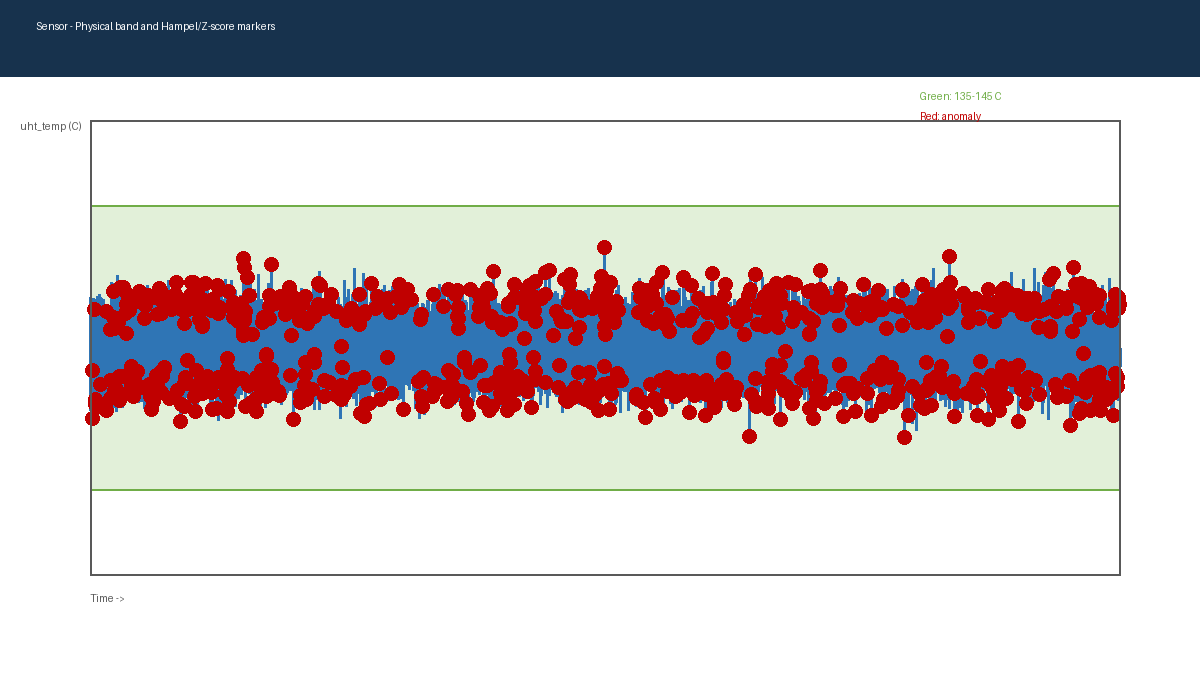 Sensor - Physical band and Hampel/Z-score markers
Green: 135-145 C
Red: anomaly
uht_temp (C)
Time ->